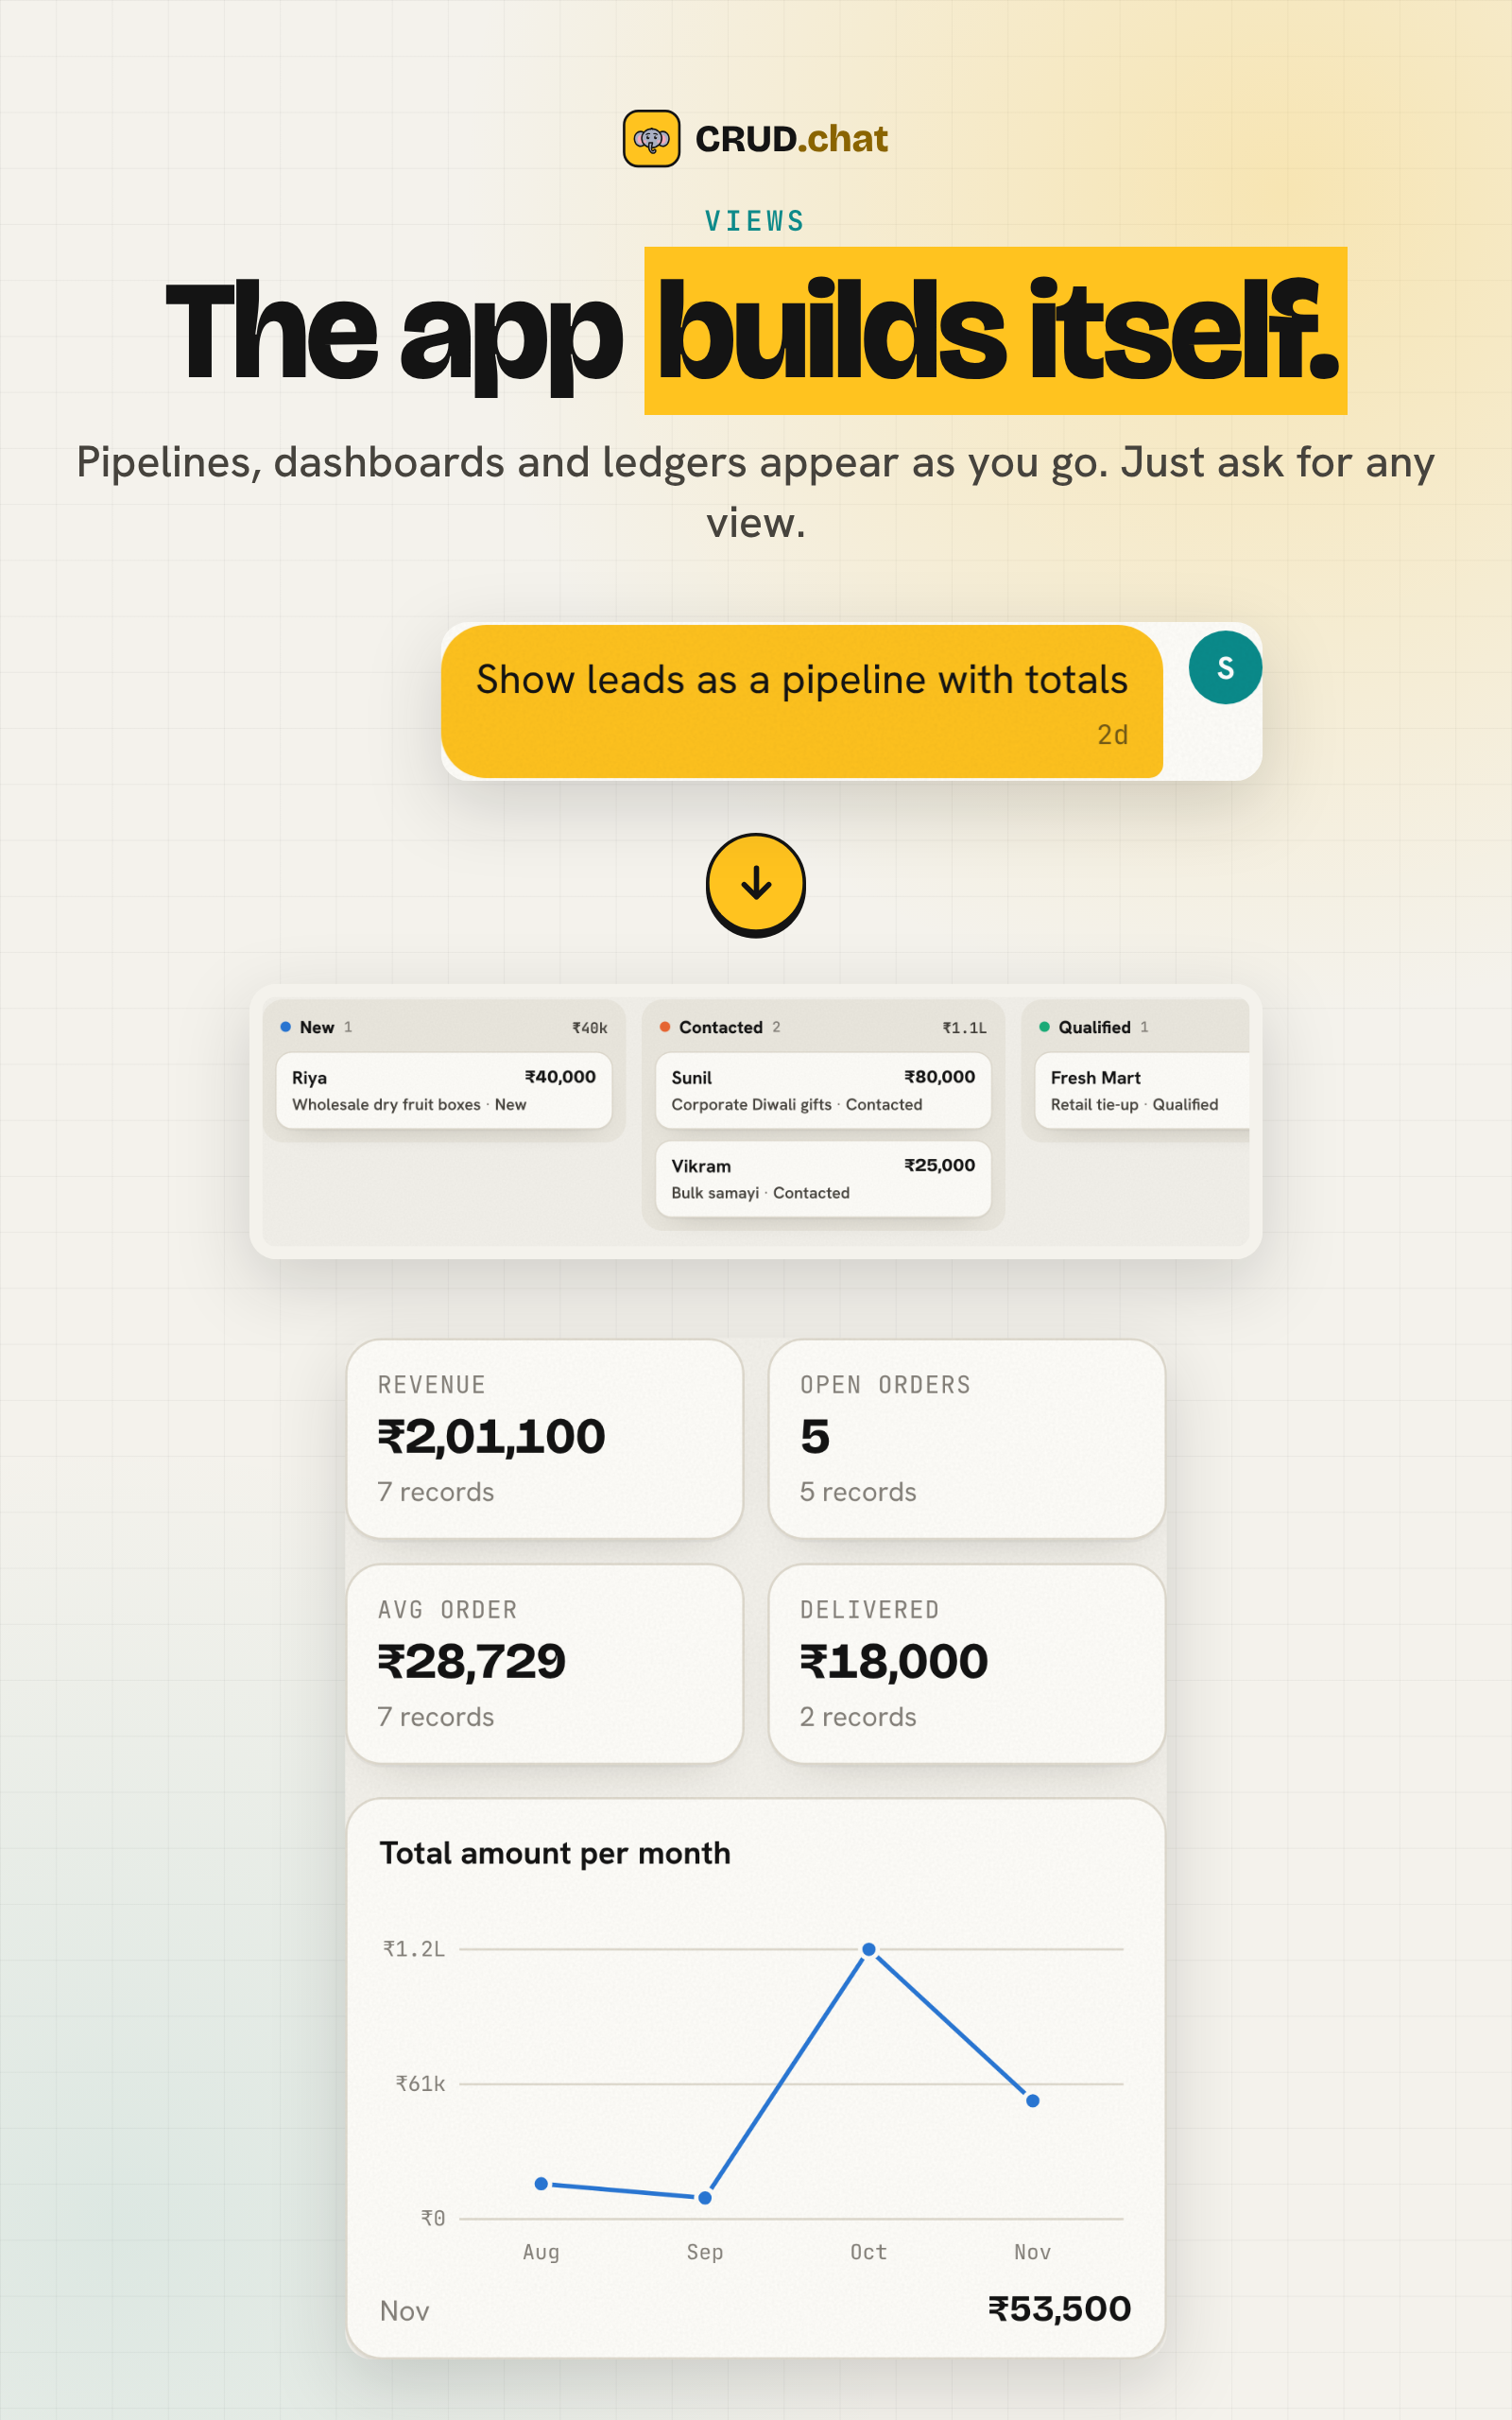 CRUD.chat
VIEWS
The app builds itself.
Pipelines, dashboards and ledgers appear as you go. Just ask for any
view.
Show leads as a pipeline with totals
S
2d
New 1 ₹40k
Riya ₹40,000
Wholesale dry fruit boxes · New
Contacted 2 ₹1.1L
Sunil ₹80,000
Corporate Diwali gifts · Contacted
Vikram ₹25,000
Bulk samayi · Contacted
Qualified 1
Fresh Mart
Retail tie-up · Qualified
REVENUE
₹2,01,100
7 records
OPEN ORDERS
5
5 records
AVG ORDER
₹28,729
7 records
DELIVERED
₹18,000
2 records
Total amount per month
₹1.2L
₹61k
₹0
Aug Sep Oct Nov
Nov ₹53,500